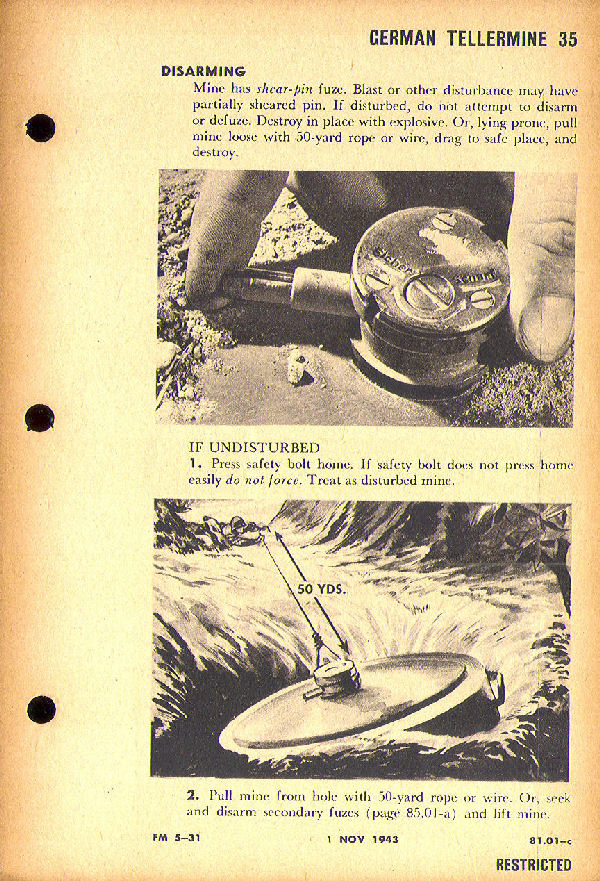 GERMAN TELLERMINE 35
DISARMING
Mine has shear-pin fuze. Blast or other disturbance may have
partially sheared pin. If disturbed, do not attempt to disarm
or defuze. Destroy in place with explosive. Or, lying prone, pull
mine loose with 50-yard rope or wire, drag to safe place, and
destroy.
IF UNDISTURBED
1. Press safety bolt home. If safety bolt does not press home
easily do not force. Treat as disturbed mine.
50 YDS.
2. Pull mine from hole with 50-yard rope or wire. Or, seek
and disarm secondary fuzes (page 85.01-a) and lift mine.
FM 5-31 1 NOV 1943 81.01-c
RESTRICTED